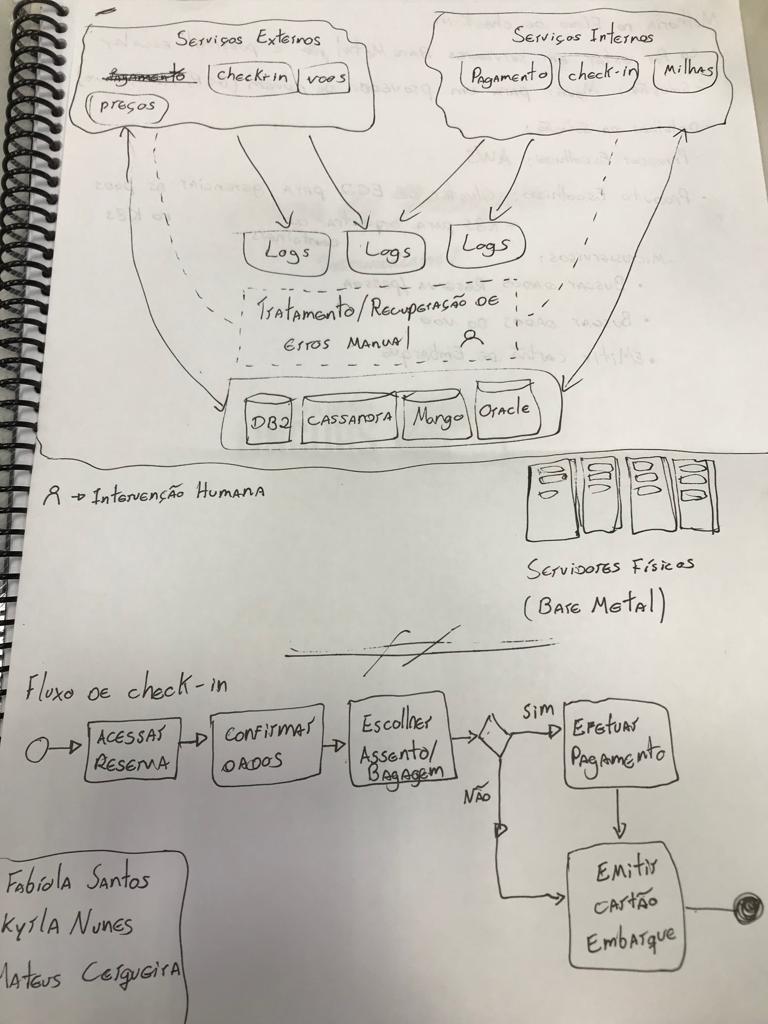 Serviços Externos
Pagamento
check-in
voos
preços
Serviços Internos
Pagamento
check-in
Milhas
Logs
Logs
Logs
Tratamento/Recuperação de
erros manual
DB2
CASSANDRA
Mongo
Oracle
→ Intervenção Humana
Servidores Físicos
(Bare Metal)
Fluxo de check-in
Acessar
Reserva
Confirmar
Dados
Escolher
Assento/
Bagagem
sim
Não
Efetuar
Pagamento
Emitir
cartão
Embarque
Fabíola Santos
Kyrla Nunes
Mateus Cerqueira